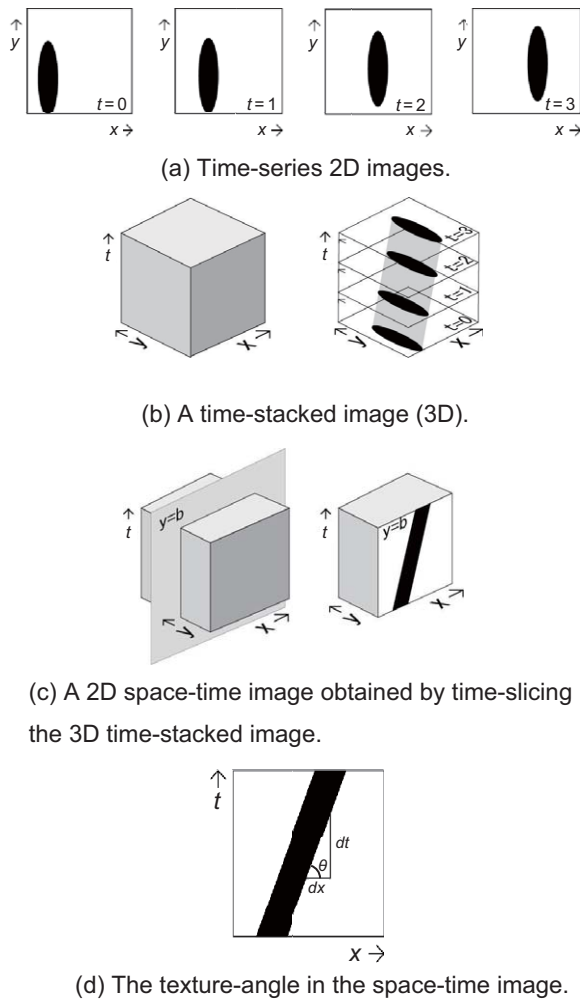 y
t=0
x →
y
t=1
x →
y
t=2
x →
y
t=3
x →
(a) Time-series 2D images.
t
y
x
t
t=3
t=2
t=1
t=0
y
x
(b) A time-stacked image (3D).
t
y=b
y
x
t
y=b
y
x
(c) A 2D space-time image obtained by time-slicing
the 3D time-stacked image.
t
dt
θ
dx
x →
(d) The texture-angle in the space-time image.